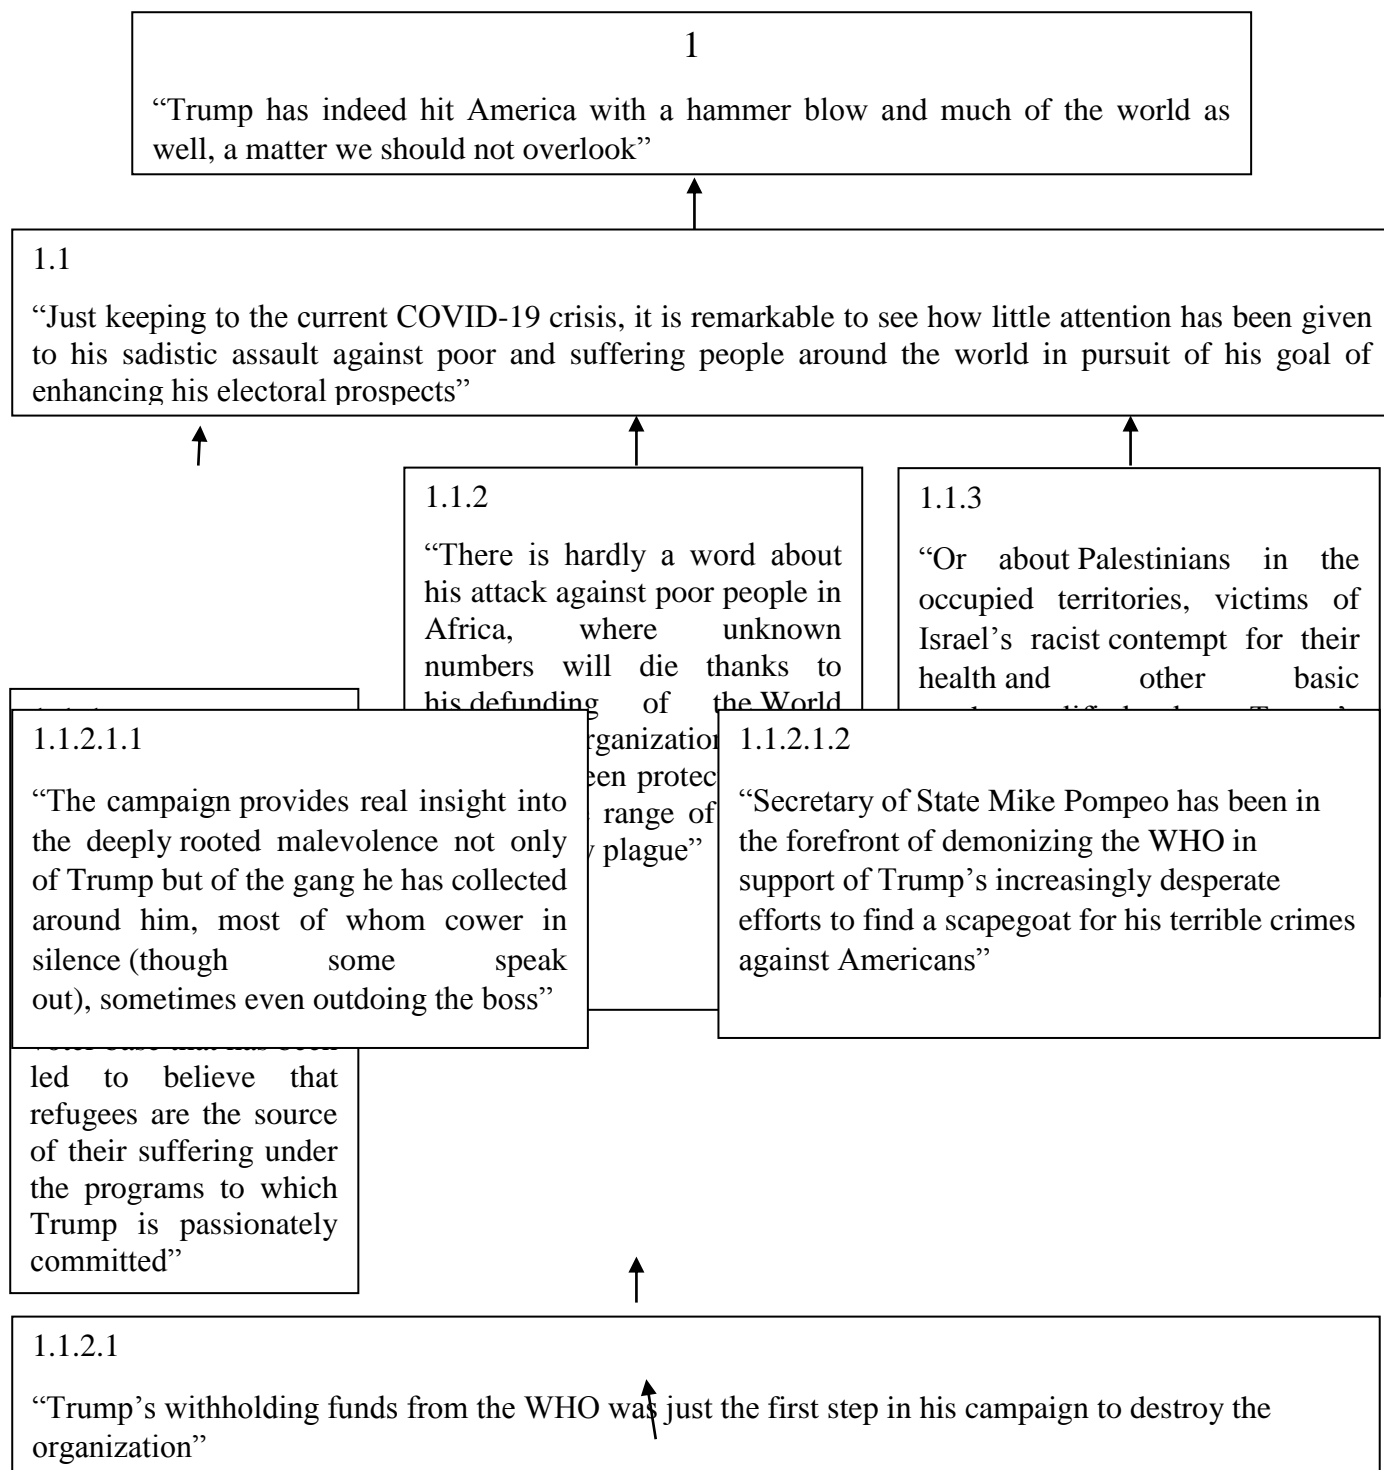 1
“Trump has indeed hit America with a hammer blow and much of the world as
well, a matter we should not overlook”
1.1
“Just keeping to the current COVID-19 crisis, it is remarkable to see how little attention has been given
to his sadistic assault against poor and suffering people around the world in pursuit of his goal of
enhancing his electoral prospects”
1.1.2
“There is hardly a word about
his attack against poor people in
Africa, where unknown
numbers will die thanks to
his defunding of the World
plague”
range of
1.1.3
“Or about Palestinians in the
occupied territories, victims of
Israel’s racist contempt for their
health and other basic
1.1.2.1.1
“The campaign provides real insight into
the deeply rooted malevolence not only
of Trump but of the gang he has collected
around him, most of whom cower in
silence (though some speak
out), sometimes even outdoing the boss”
1.1.2.1.2
“Secretary of State Mike Pompeo has been in
the forefront of demonizing the WHO in
support of Trump’s increasingly desperate
efforts to find a scapegoat for his terrible crimes
against Americans”
led to believe that
refugees are the source
of their suffering under
the programs to which
Trump is passionately
committed”
1.1.2.1
“Trump’s withholding funds from the WHO was just the first step in his campaign to destroy the
organization”